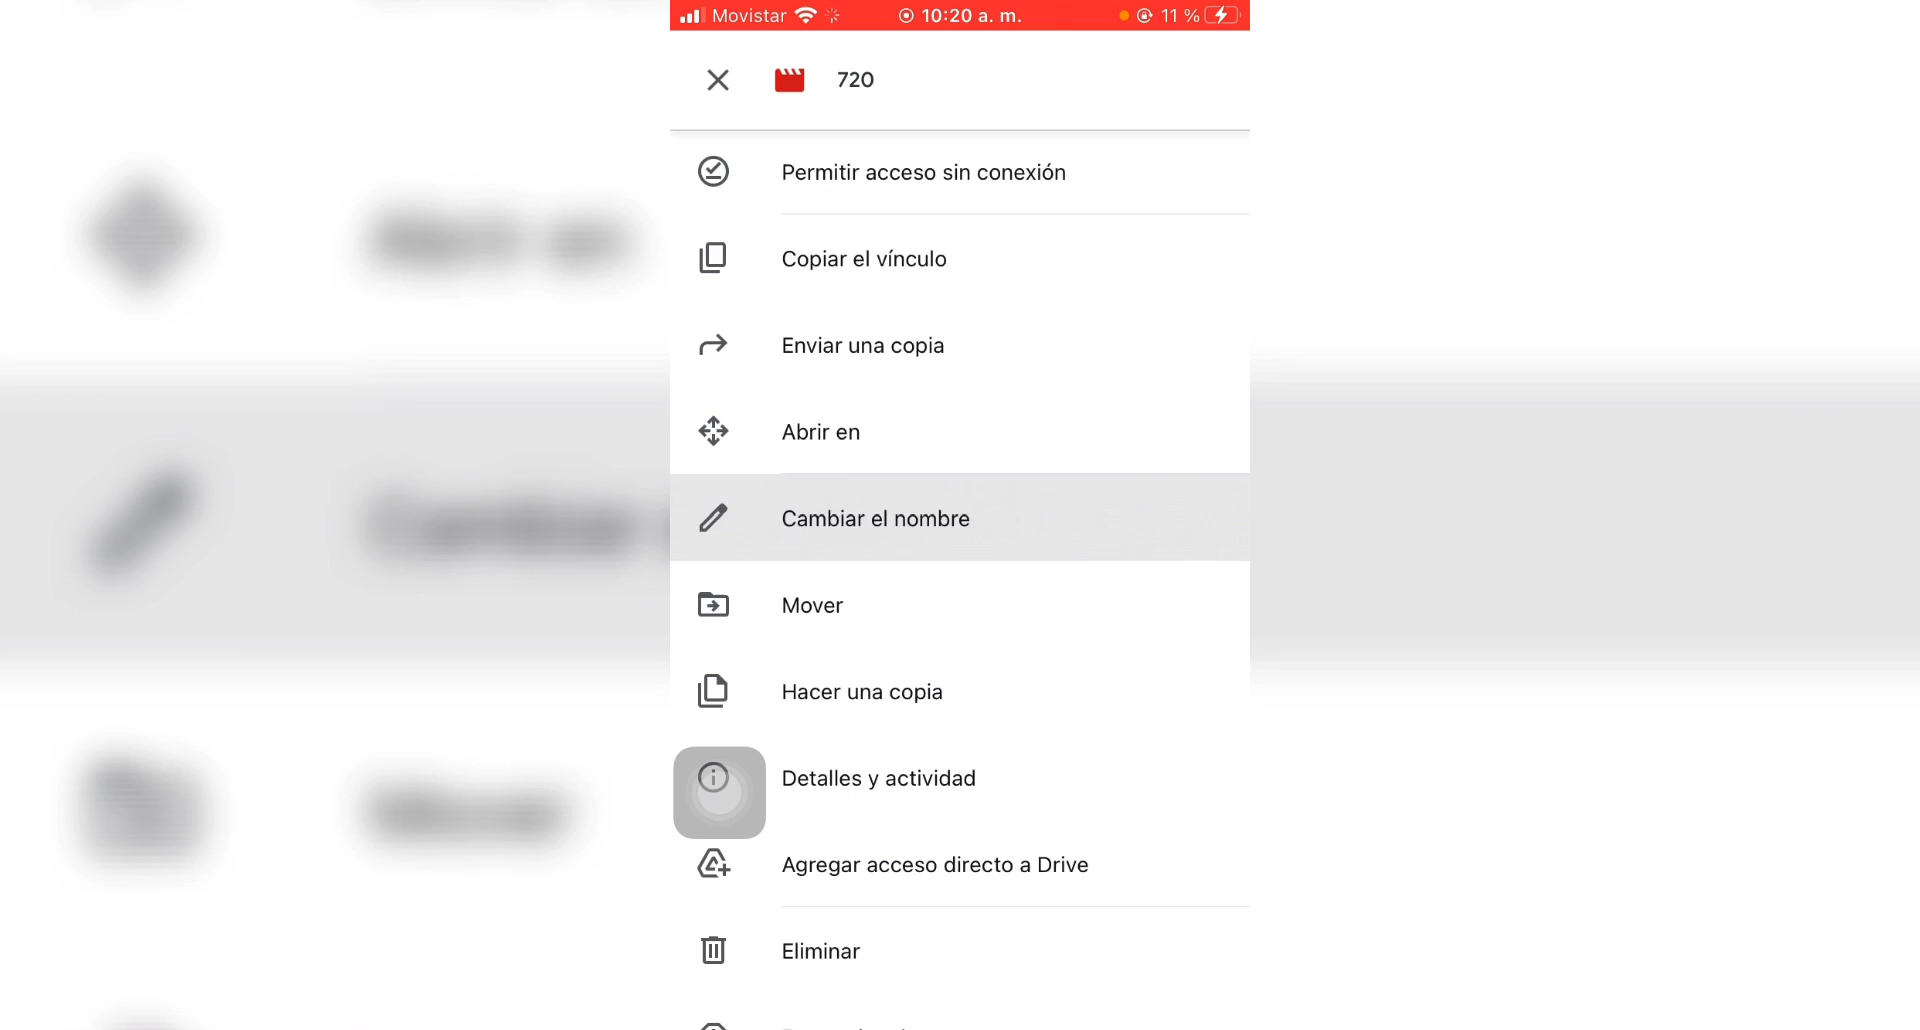 Movistar 10:20 a. m. 11 %
720
Permitir acceso sin conexión
Copiar el vínculo
Enviar una copia
Abrir en
Cambiar el nombre
Mover
Hacer una copia
Detalles y actividad
Agregar acceso directo a Drive
Eliminar